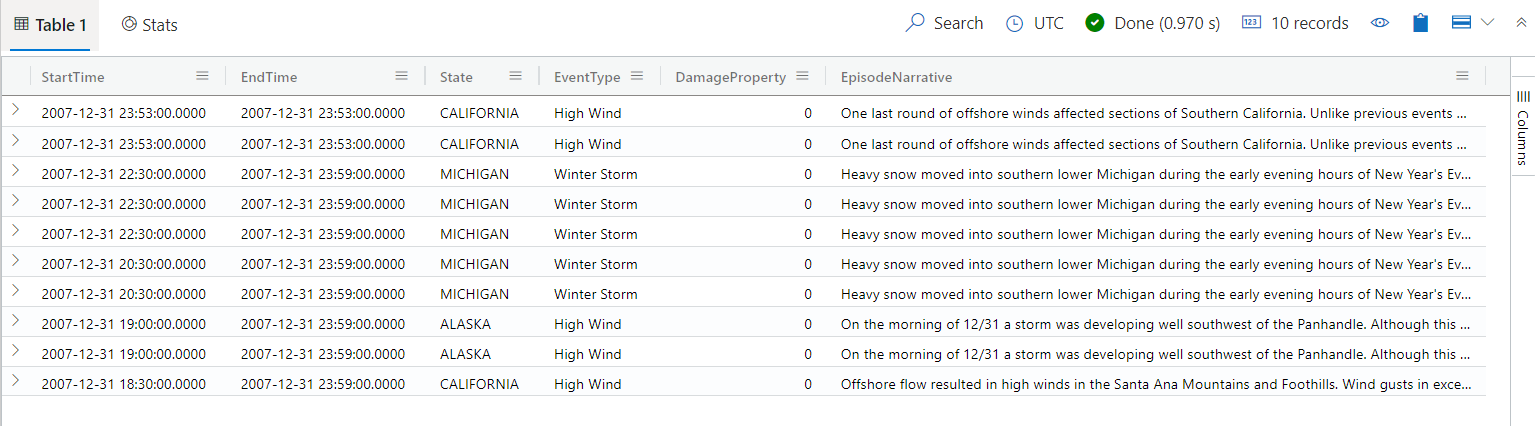 Table 1 Stats Search UTC Done (0.970 s) 123 10 records
StartTime EndTime State EventType DamageProperty EpisodeNarrative
2007-12-31 23:53:00.0000 2007-12-31 23:53:00.0000 CALIFORNIA High Wind 0 One last round of offshore winds affected sections of Southern California. Unlike previous events ...
2007-12-31 23:53:00.0000 2007-12-31 23:53:00.0000 CALIFORNIA High Wind 0 One last round of offshore winds affected sections of Southern California. Unlike previous events ...
2007-12-31 22:30:00.0000 2007-12-31 23:59:00.0000 MICHIGAN Winter Storm 0 Heavy snow moved into southern lower Michigan during the early evening hours of New Year's Ev...
2007-12-31 22:30:00.0000 2007-12-31 23:59:00.0000 MICHIGAN Winter Storm 0 Heavy snow moved into southern lower Michigan during the early evening hours of New Year's Ev...
2007-12-31 22:30:00.0000 2007-12-31 23:59:00.0000 MICHIGAN Winter Storm 0 Heavy snow moved into southern lower Michigan during the early evening hours of New Year's Ev...
2007-12-31 20:30:00.0000 2007-12-31 23:59:00.0000 MICHIGAN Winter Storm 0 Heavy snow moved into southern lower Michigan during the early evening hours of New Year's Ev...
2007-12-31 20:30:00.0000 2007-12-31 23:59:00.0000 MICHIGAN Winter Storm 0 Heavy snow moved into southern lower Michigan during the early evening hours of New Year's Ev...
2007-12-31 19:00:00.0000 2007-12-31 23:59:00.0000 ALASKA High Wind 0 On the morning of 12/31 a storm was developing well southwest of the Panhandle. Although this ...
2007-12-31 19:00:00.0000 2007-12-31 23:59:00.0000 ALASKA High Wind 0 On the morning of 12/31 a storm was developing well southwest of the Panhandle. Although this ...
2007-12-31 18:30:00.0000 2007-12-31 23:59:00.0000 CALIFORNIA High Wind 0 Offshore flow resulted in high winds in the Santa Ana Mountains and Foothills. Wind gusts in exce...
Columns